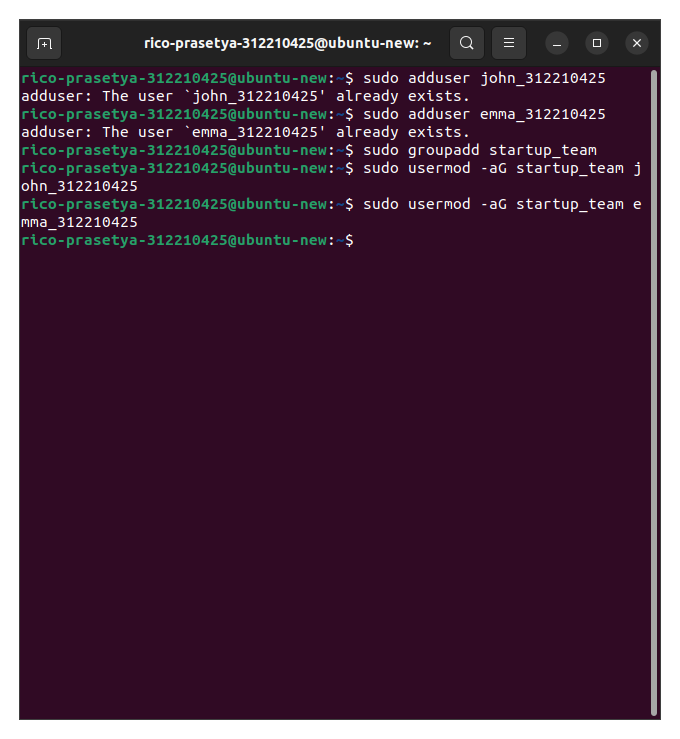 rico-prasetya-312210425@ubuntu-new: ~
rico-prasetya-312210425@ubuntu-new:~$ sudo adduser john_312210425
adduser: The user `john_312210425' already exists.
rico-prasetya-312210425@ubuntu-new:~$ sudo adduser emma_312210425
adduser: The user `emma_312210425' already exists.
rico-prasetya-312210425@ubuntu-new:~$ sudo groupadd startup_team
rico-prasetya-312210425@ubuntu-new:~$ sudo usermod -aG startup_team j
ohn_312210425
rico-prasetya-312210425@ubuntu-new:~$ sudo usermod -aG startup_team e
mma_312210425
rico-prasetya-312210425@ubuntu-new:~$